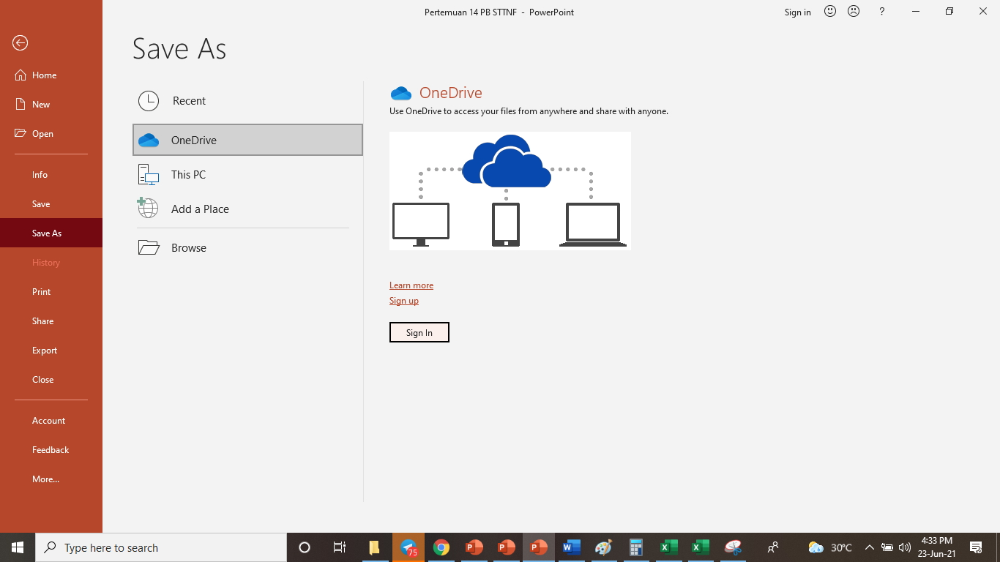 Pertemuan 14 PB STTNF - PowerPoint
Sign in
?
Save As
Home
New
Open
Info
Save
Save As
History
Print
Share
Export
Close
Account
Feedback
More...
Recent
OneDrive
This PC
Add a Place
Browse
OneDrive
Use OneDrive to access your files from anywhere and share with anyone.
Learn more
Sign up
Sign In
Type here to search
75
30°C
4:33 PM
23-Jun-21